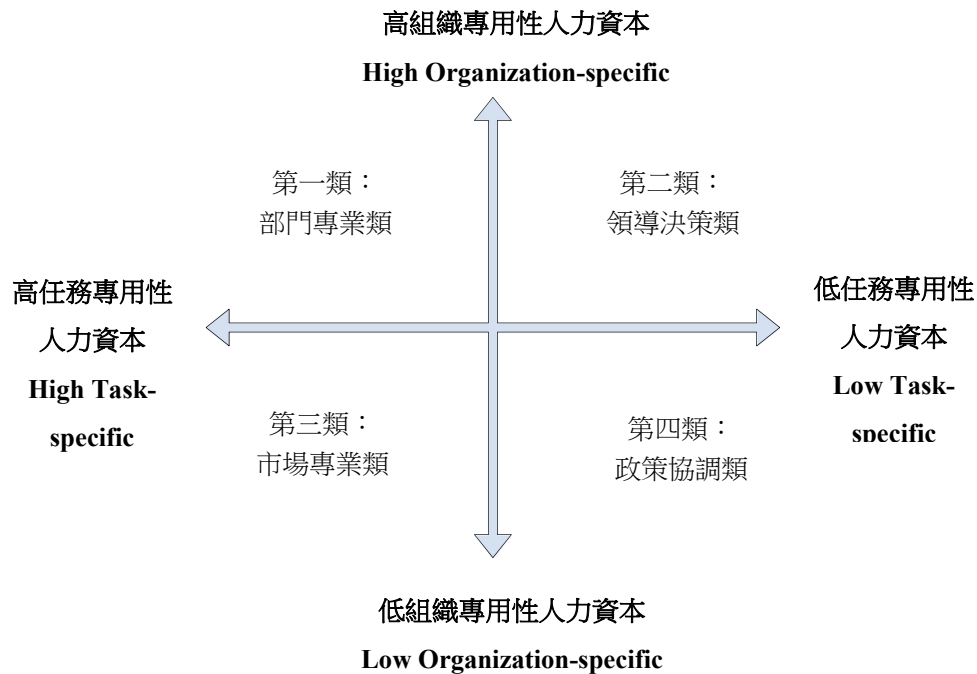 高組織專用性人力資本
High Organization-specific
第一類：
部門專業類
第二類：
領導決策類
高任務專用性
人力資本
High Task-
specific
低任務專用性
人力資本
Low Task-
specific
第三類：
市場專業類
第四類：
政策協調類
低組織專用性人力資本
Low Organization-specific